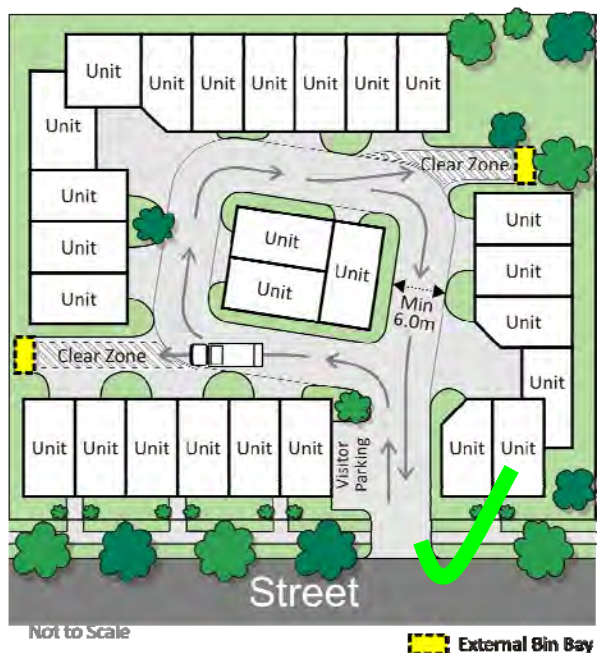 Unit
Unit Unit Unit Unit Unit Unit
Unit
Clear Zone
Unit
Unit
Unit
Unit
Unit
Unit
Unit
Unit
Unit
Unit
Min
6.0m
Clear Zone
Unit
Unit Unit Unit Unit Unit Unit
Visitor
Parking
Unit Unit
Street
Not to Scale
External Bin Bay